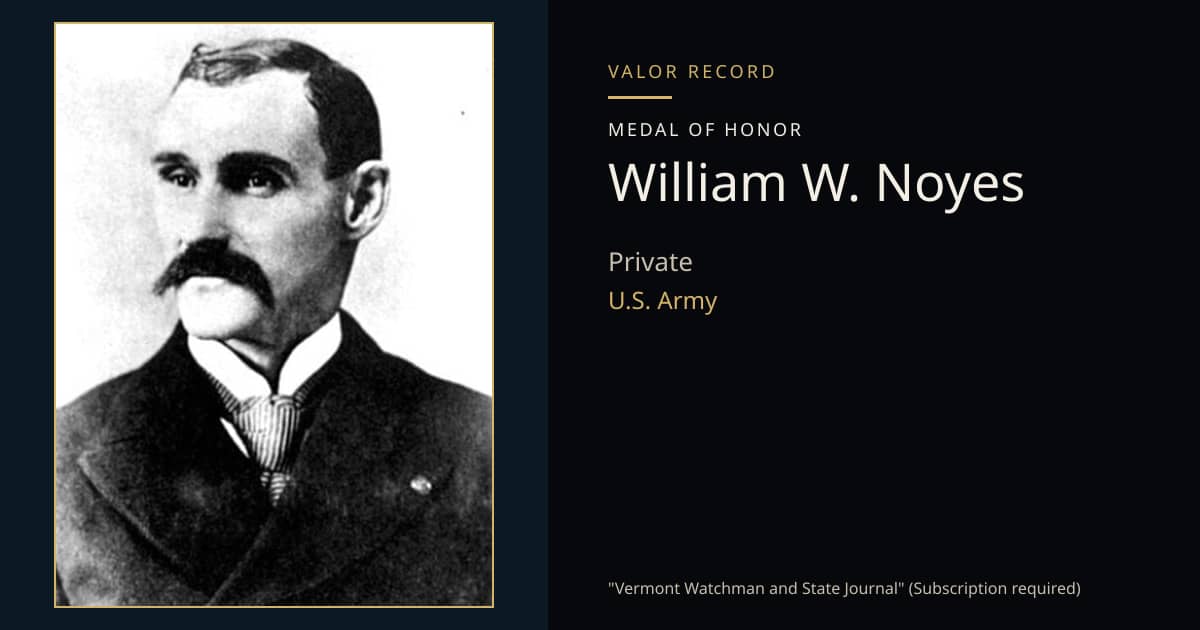 VALOR RECORD
MEDAL OF HONOR
William W. Noyes
Private
U.S. Army
"Vermont Watchman and State Journal" (Subscription required)